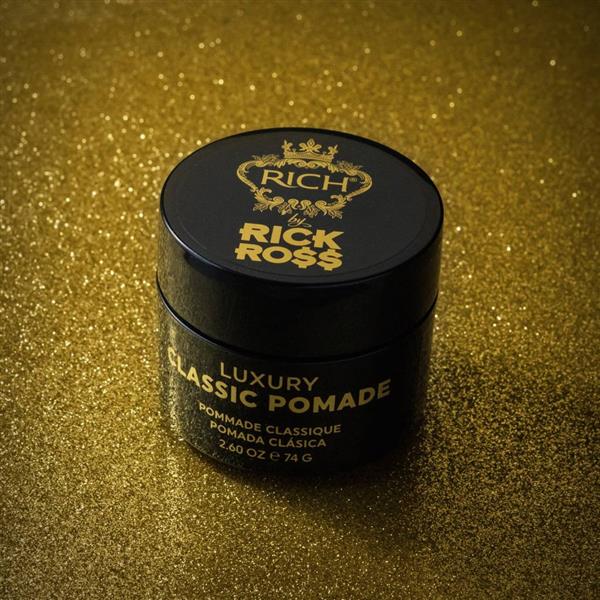 RICH®
by
RICK
RO$$
LUXURY
CLASSIC POMADE
POMMADE CLASSIQUE
POMADA CLÁSICA
2.60 OZ ℮ 74 G